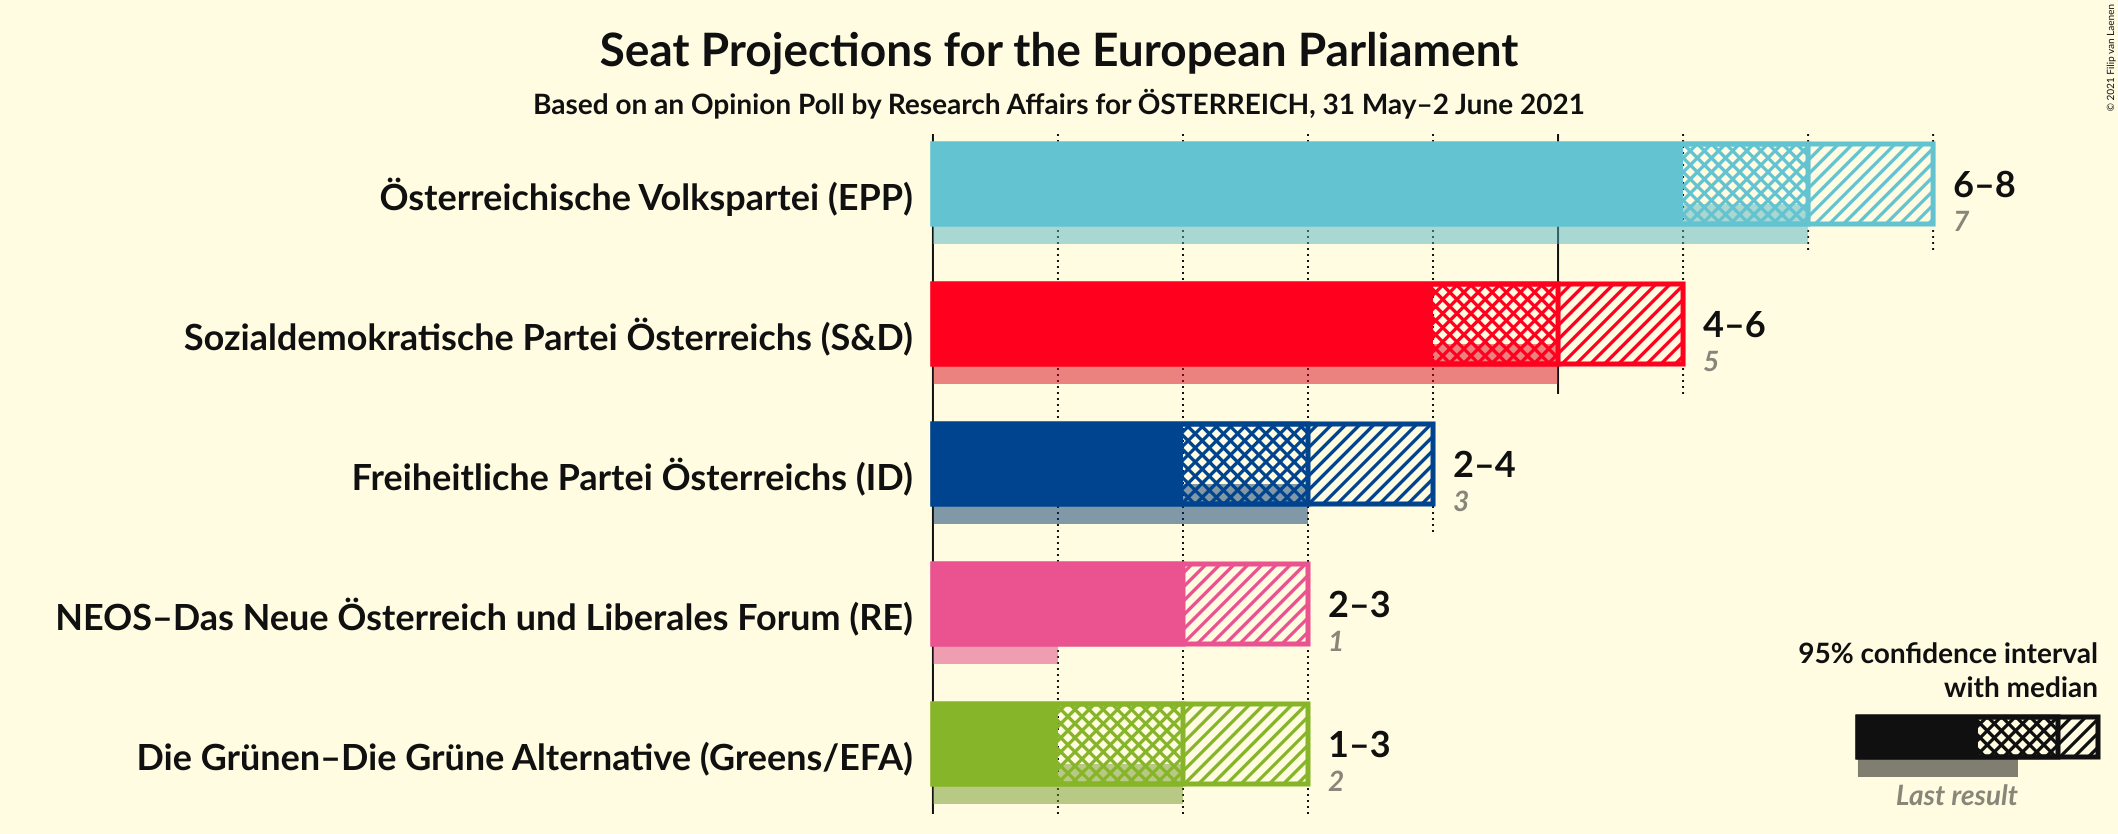 Seat Projections for the European Parliament
Based on an Opinion Poll by Research Affairs for ÖSTERREICH, 31 May–2 June 2021
© 2021 Filip van Laenen
Österreichische Volkspartei (EPP)
6–8
7
Sozialdemokratische Partei Österreichs (S&D)
4–6
5
Freiheitliche Partei Österreichs (ID)
2–4
3
NEOS–Das Neue Österreich und Liberales Forum (RE)
2–3
1
Die Grünen–Die Grüne Alternative (Greens/EFA)
1–3
2
95% confidence interval
with median
Last result